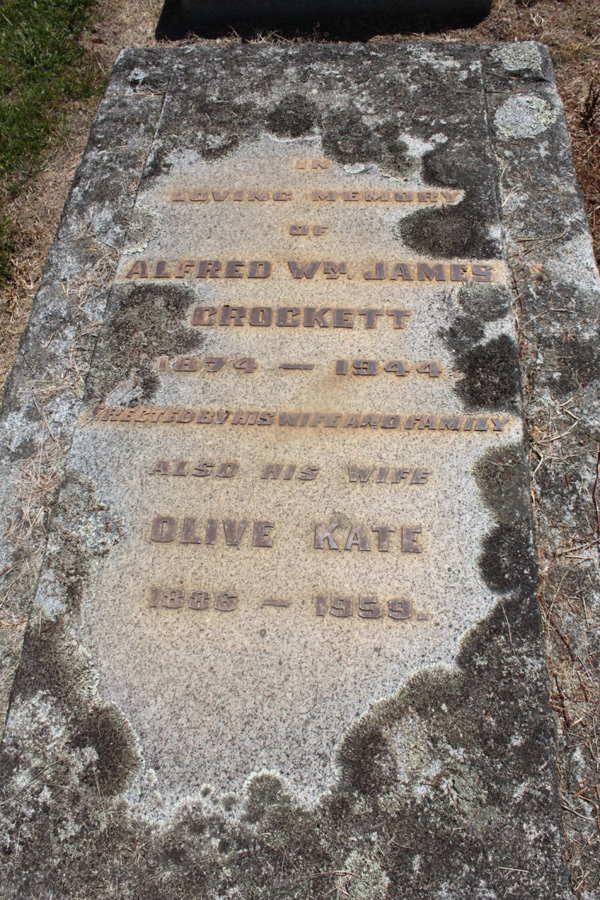 IN
LOVING MEMORY
OF
ALFRED WM. JAMES
CROCKETT
1874 — 1944
ERECTED BY HIS WIFE AND FAMILY
ALSO HIS WIFE
OLIVE KATE
1886 — 1959.